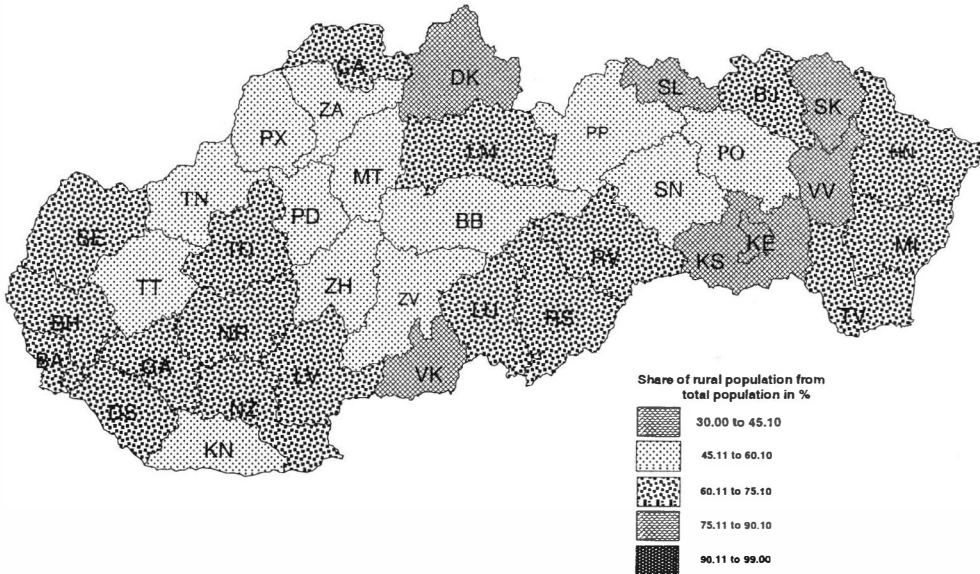 CA
DK
ZA
SL
BJ
SK
PX
PP
HN
LM
PO
MT
SN
VV
TN
PD
BB
SE
TO
KE
MI
RV
KS
TT
ZH
ZV
LU
RS
BH
NR
TV
BA
GA
LV
VK
DS
NZ
KN
Share of rural population from
total population in %
30.00 to 45.10
45.11 to 60.10
60.11 to 75.10
75.11 to 90.10
90.11 to 99.00